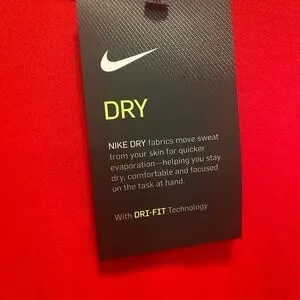 DRY
NIKE DRY fabrics move sweat
from your skin for quicker
evaporation—helping you stay
dry, comfortable and focused
on the task at hand.
With DRI-FIT Technology